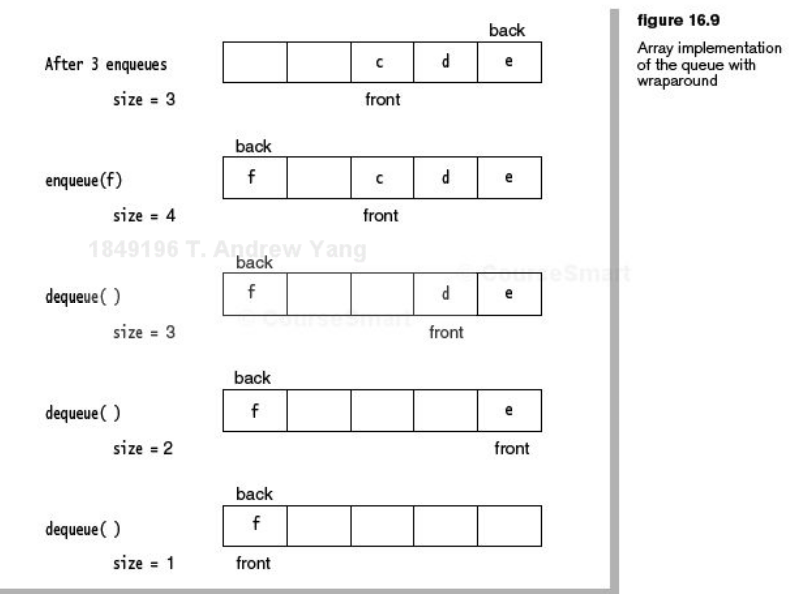 figure 16.9
Array implementation
of the queue with
wraparound
back
After 3 enqueues
c d e
size = 3
front
back
enqueue(f)
f c d e
size = 4
front
1849196 T. Andrew Yang
back
© CourseSmart
dequeue( )
f d e
© CourseSmart
size = 3
front
back
dequeue( )
f e
size = 2
front
back
dequeue( )
f
size = 1
front